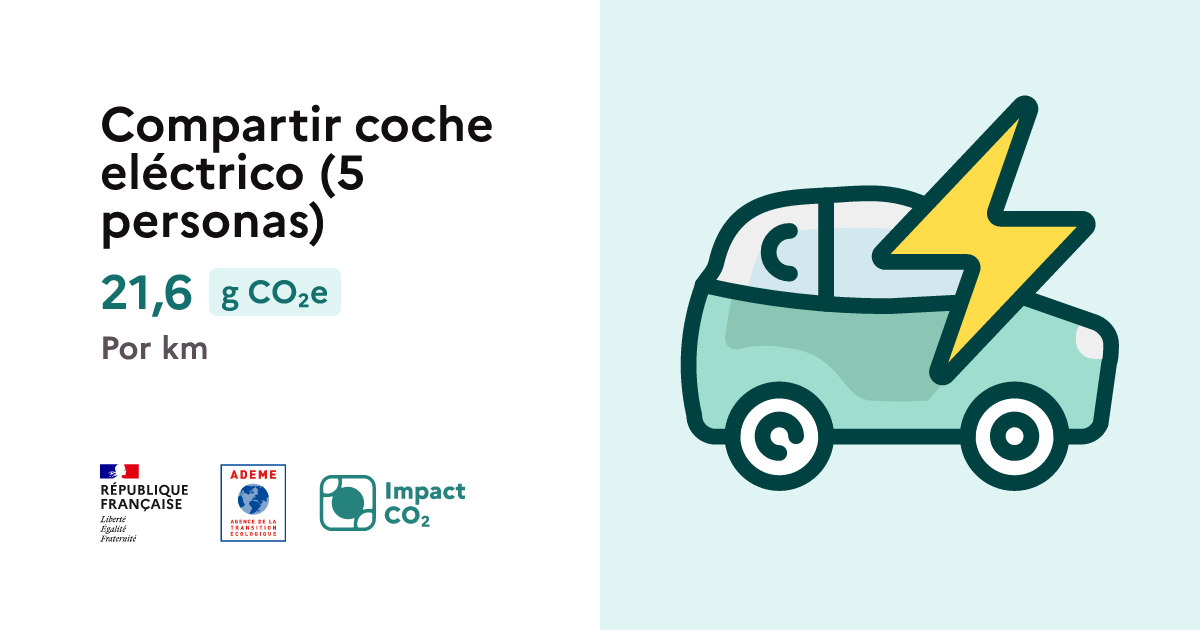 Compartir coche
eléctrico (5
personas)
21,6 g CO₂e
Por km
RÉPUBLIQUE
FRANÇAISE
Liberté
Égalité
Fraternité
ADEME
AGENCE DE LA
TRANSITION
ÉCOLOGIQUE
Impact
CO₂